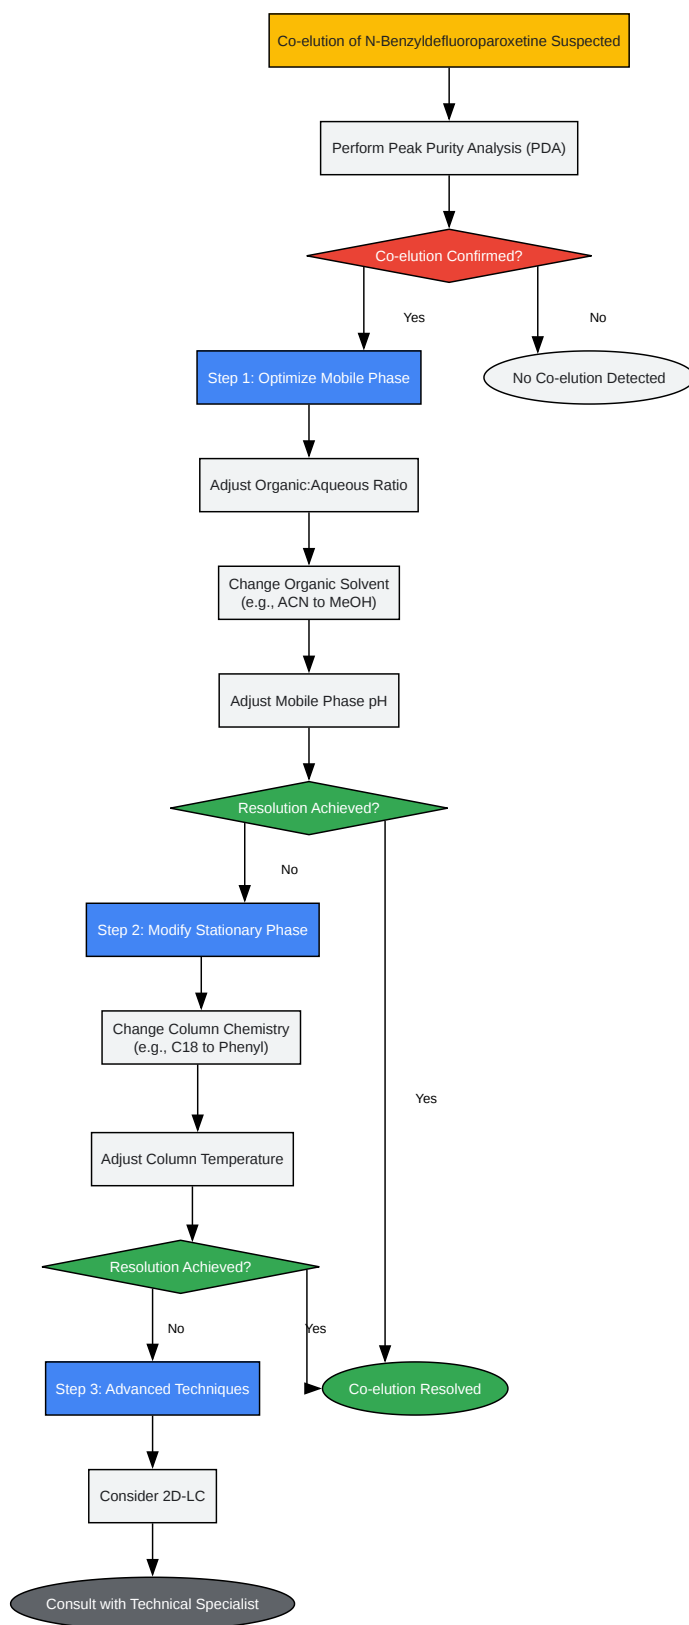 Co-elution of N-Benzyldefluoroparoxetine Suspected
Perform Peak Purity Analysis (PDA)
Co-elution Confirmed?
Yes
No
Step 1: Optimize Mobile Phase
No Co-elution Detected
Adjust Organic:Aqueous Ratio
Change Organic Solvent
(e.g., ACN to MeOH)
Adjust Mobile Phase pH
Resolution Achieved?
No
Step 2: Modify Stationary Phase
Change Column Chemistry
(e.g., C18 to Phenyl)
Yes
Adjust Column Temperature
Resolution Achieved?
No
Yes
Step 3: Advanced Techniques
Co-elution Resolved
Consider 2D-LC
Consult with Technical Specialist